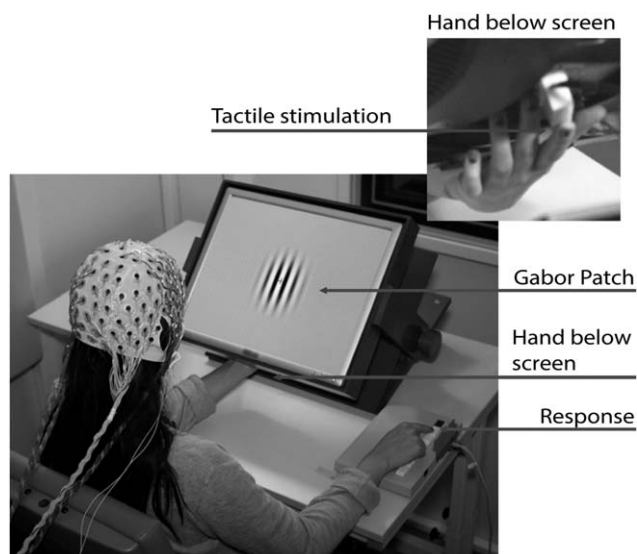 Hand below screen
Tactile stimulation
Gabor Patch
Hand below
screen
Response